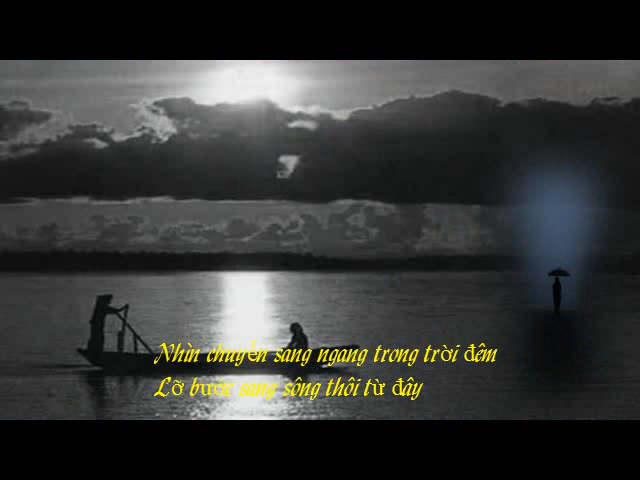 Nhìn chuyến sang ngang trong trời đêm
Lỡ bước sang sông thôi từ đây